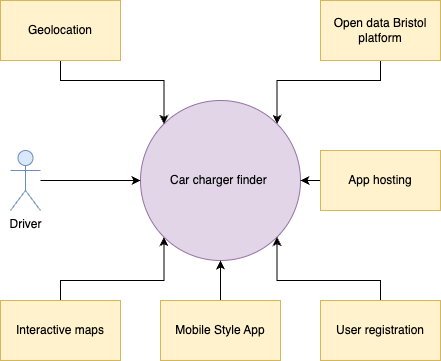 Geolocation
Open data Bristol
platform
Car charger finder
App hosting
Driver
Interactive maps
Mobile Style App
User registration